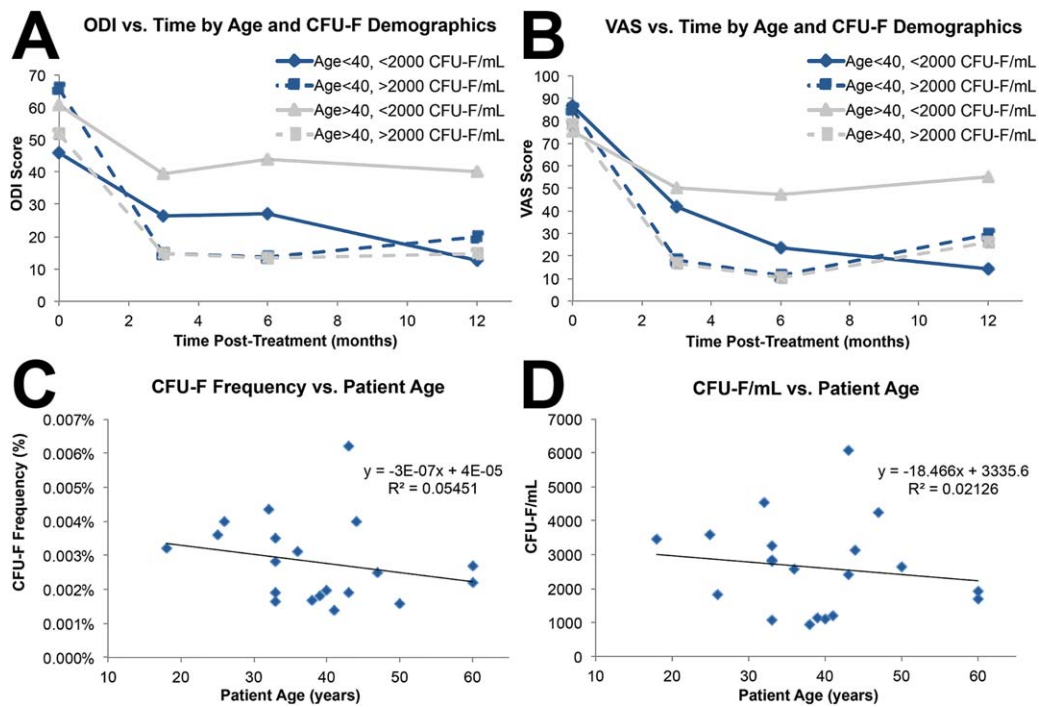 A
ODI vs. Time by Age and CFU-F Demographics
Age<40, <2000 CFU-F/mL
Age<40, >2000 CFU-F/mL
Age>40, <2000 CFU-F/mL
Age>40, >2000 CFU-F/mL
ODI Score
70
60
50
40
30
20
10
0
0 2 4 6 8 10 12
Time Post-Treatment (months)
B
VAS vs. Time by Age and CFU-F Demographics
Age<40, <2000 CFU-F/mL
Age<40, >2000 CFU-F/mL
Age>40, <2000 CFU-F/mL
Age>40, >2000 CFU-F/mL
VAS Score
100
90
80
70
60
50
40
30
20
10
0
0 2 4 6 8 10 12
Time Post-Treatment (months)
C
CFU-F Frequency vs. Patient Age
CFU-F Frequency (%)
0.007%
0.006%
0.005%
0.004%
0.003%
0.002%
0.001%
0.000%
y = -3E-07x + 4E-05
R² = 0.05451
10 20 30 40 50 60
Patient Age (years)
D
CFU-F/mL vs. Patient Age
CFU-F/mL
7000
6000
5000
4000
3000
2000
1000
0
y = -18.466x + 3335.6
R² = 0.02126
10 20 30 40 50 60
Patient Age (years)